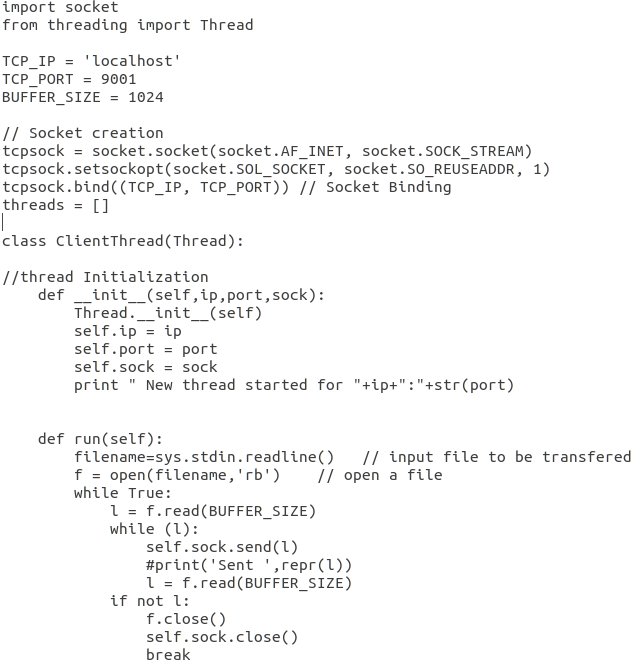 import socket
from threading import Thread

TCP_IP = 'localhost'
TCP_PORT = 9001
BUFFER_SIZE = 1024

// Socket creation
tcpsock = socket.socket(socket.AF_INET, socket.SOCK_STREAM)
tcpsock.setsockopt(socket.SOL_SOCKET, socket.SO_REUSEADDR, 1)
tcpsock.bind((TCP_IP, TCP_PORT)) // Socket Binding
threads = []

class ClientThread(Thread):

//thread Initialization
    def __init__(self,ip,port,sock):
        Thread.__init__(self)
        self.ip = ip
        self.port = port
        self.sock = sock
        print " New thread started for "+ip+":"+str(port)


    def run(self):
        filename=sys.stdin.readline()   // input file to be transfered
        f = open(filename,'rb')    // open a file
        while True:
            l = f.read(BUFFER_SIZE)
            while (l):
                self.sock.send(l)
                #print('Sent ',repr(l))
                l = f.read(BUFFER_SIZE)
            if not l:
                f.close()
                self.sock.close()
                break